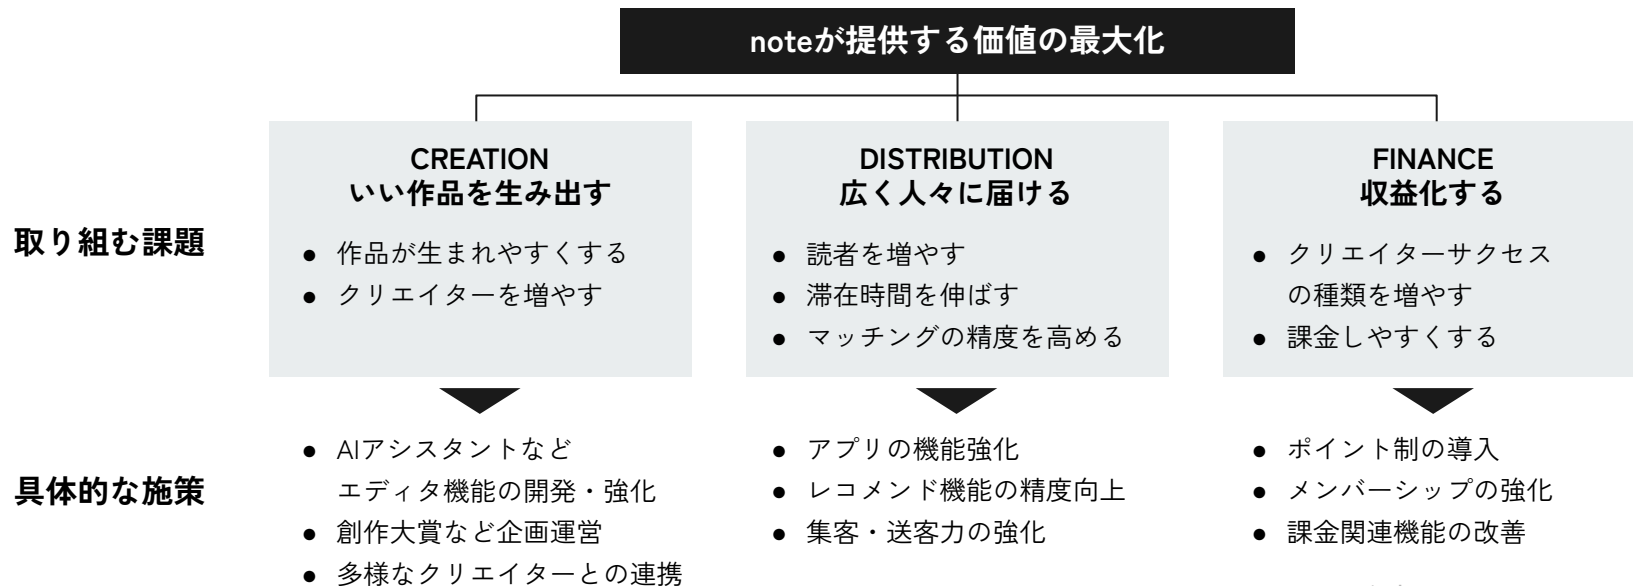 noteが提供する価値の最大化
CREATION
いい作品を生み出す
DISTRIBUTION
広く人々に届ける
FINANCE
収益化する
取り組む課題
● 作品が生まれやすくする
● クリエイターを増やす
● 読者を増やす
● 滞在時間を伸ばす
● マッチングの精度を高める
● クリエイターサクセス
の種類を増やす
● 課金しやすくする
具体的な施策
● AIアシスタントなど
エディタ機能の開発・強化
● 創作大賞など企画運営
● 多様なクリエイターとの連携
● アプリの機能強化
● レコメンド機能の精度向上
● 集客・送客力の強化
● ポイント制の導入
● メンバーシップの強化
● 課金関連機能の改善